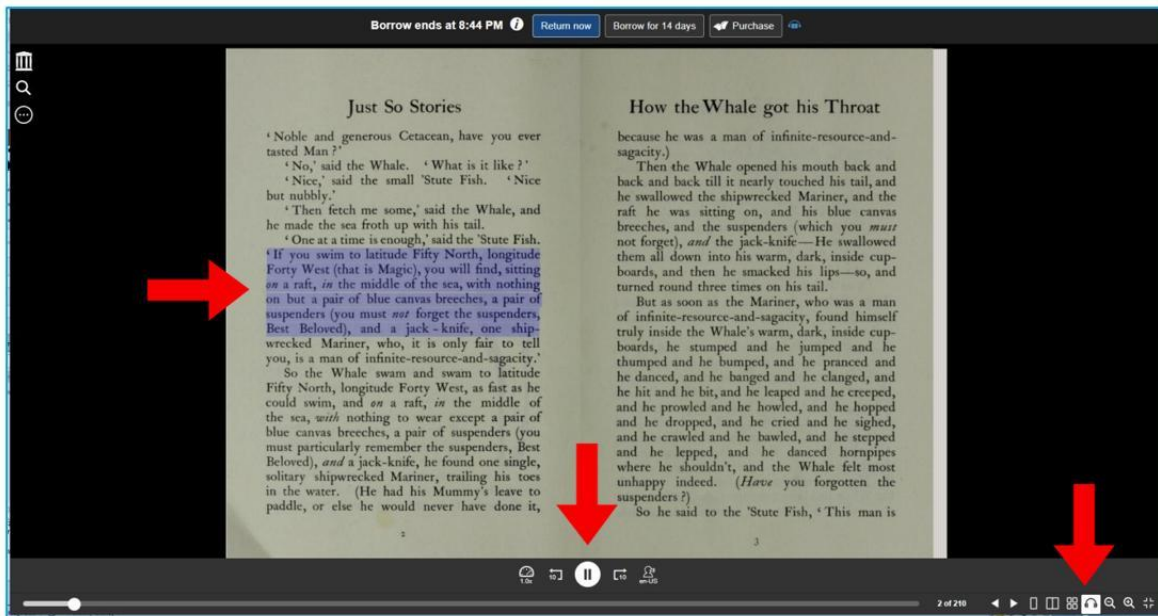 Borrow ends at 8:44 PM i Return now Borrow for 14 days Purchase
Just So Stories
‘Noble and generous Cetacean, have you ever
tasted Man?’
‘No,’ said the Whale. ‘What is it like?’
‘Nice,’ said the small ’Stute Fish. ‘Nice
but nubbly.’
‘Then fetch me some,’ said the Whale, and
he made the sea froth up with his tail.
‘One at a time is enough,’ said the ’Stute Fish.
‘If you swim to latitude Fifty North, longitude
Forty West (that is Magic), you will find, sitting
on a raft, in the middle of the sea, with nothing
on but a pair of blue canvas breeches, a pair of
suspenders (you must not forget the suspenders,
Best Beloved), and a jack-knife, one ship-
wrecked Mariner, who, it is only fair to tell
you, is a man of infinite-resource-and-sagacity.’
So the Whale swam and swam to latitude
Fifty North, longitude Forty West, as fast as he
could swim, and on a raft, in the middle of
the sea, with nothing to wear except a pair of
blue canvas breeches, a pair of suspenders (you
must particularly remember the suspenders, Best
Beloved), and a jack-knife, he found one single,
solitary shipwrecked Mariner, trailing his toes
in the water. (He had his Mummy’s leave to
paddle, or else he would never have done it,
2
How the Whale got his Throat
because he was a man of infinite-resource-and-
sagacity.)
Then the Whale opened his mouth back and
back and back till it nearly touched his tail, and
he swallowed the shipwrecked Mariner, and the
raft he was sitting on, and his blue canvas
breeches, and the suspenders (which you must
not forget), and the jack-knife—He swallowed
them all down into his warm, dark, inside cup-
boards, and then he smacked his lips—so, and
turned round three times on his tail.
But as soon as the Mariner, who was a man
of infinite-resource-and-sagacity, found himself
truly inside the Whale’s warm, dark, inside cup-
boards, he stumped and he jumped and he
thumped and he bumped, and he pranced and
he danced, and he banged and he clanged, and
he hit and he bit, and he leaped and he creeped,
and he prowled and he howled, and he hopped
and he dropped, and he cried and he sighed,
and he crawled and he bawled, and he stepped
and he lepped, and he danced hornpipes
where he shouldn’t, and the Whale felt most
unhappy indeed. (Have you forgotten the
suspenders?)
So he said to the ’Stute Fish, ‘This man is
3
1.0x 10 10 en-US
2 of 210